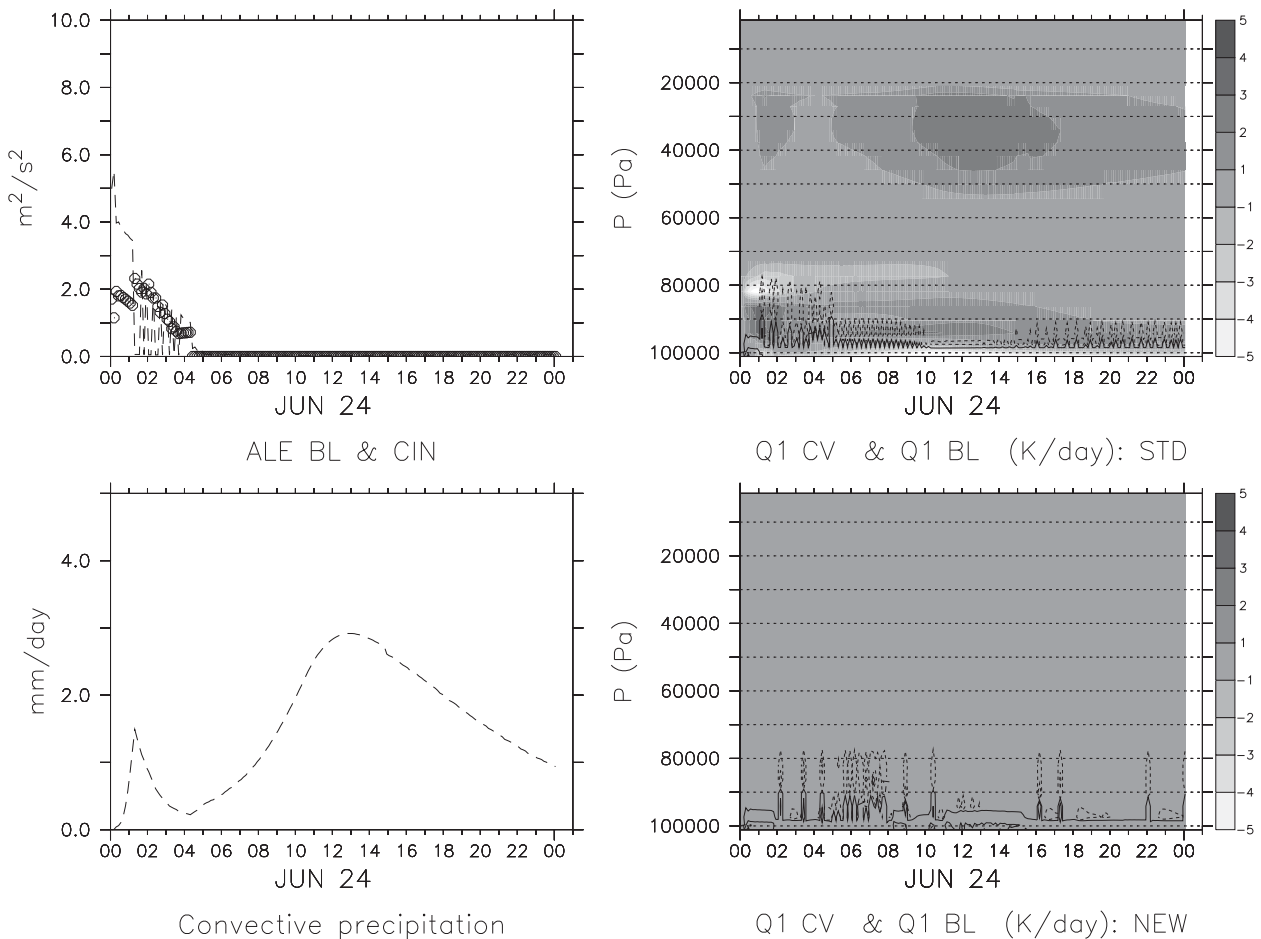 10.0
8.0
6.0
4.0
2.0
0.0
m²/s²
00 02 04 06 08 10 12 14 16 18 20 22 00
JUN 24
ALE BL & CIN
20000
40000
60000
80000
100000
P (Pa)
00 02 04 06 08 10 12 14 16 18 20 22 00
JUN 24
5
4
3
2
1
−1
−2
−3
−4
−5
Q1 CV & Q1 BL (K/day): STD
4.0
2.0
0.0
mm/day
00 02 04 06 08 10 12 14 16 18 20 22 00
JUN 24
Convective precipitation
20000
40000
60000
80000
100000
P (Pa)
00 02 04 06 08 10 12 14 16 18 20 22 00
JUN 24
5
4
3
2
1
−1
−2
−3
−4
−5
Q1 CV & Q1 BL (K/day): NEW